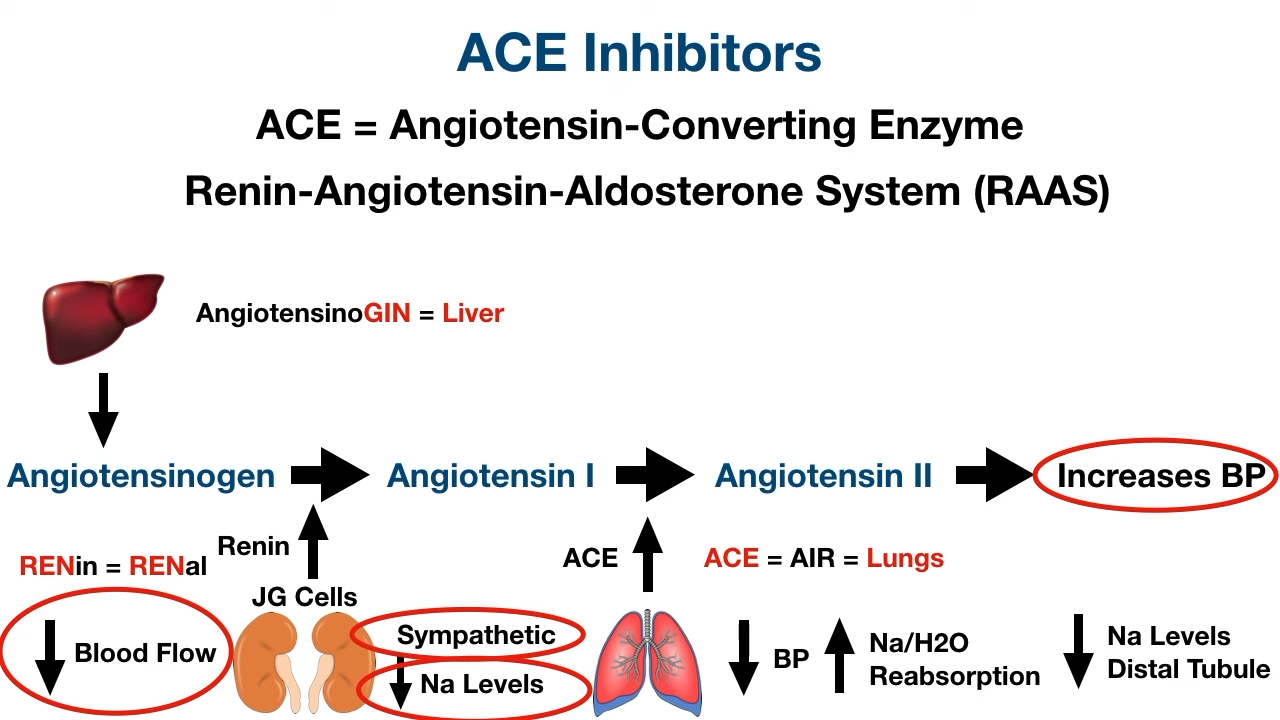 ACE Inhibitors
ACE = Angiotensin-Converting Enzyme
Renin-Angiotensin-Aldosterone System (RAAS)
AngiotensinoGIN = Liver
Angiotensinogen
Angiotensin I
Angiotensin II
Increases BP
Renin
RENin = RENal
JG Cells
ACE
ACE = AIR = Lungs
Blood Flow
Sympathetic
Na Levels
BP
Na/H2O
Reabsorption
Na Levels
Distal Tubule